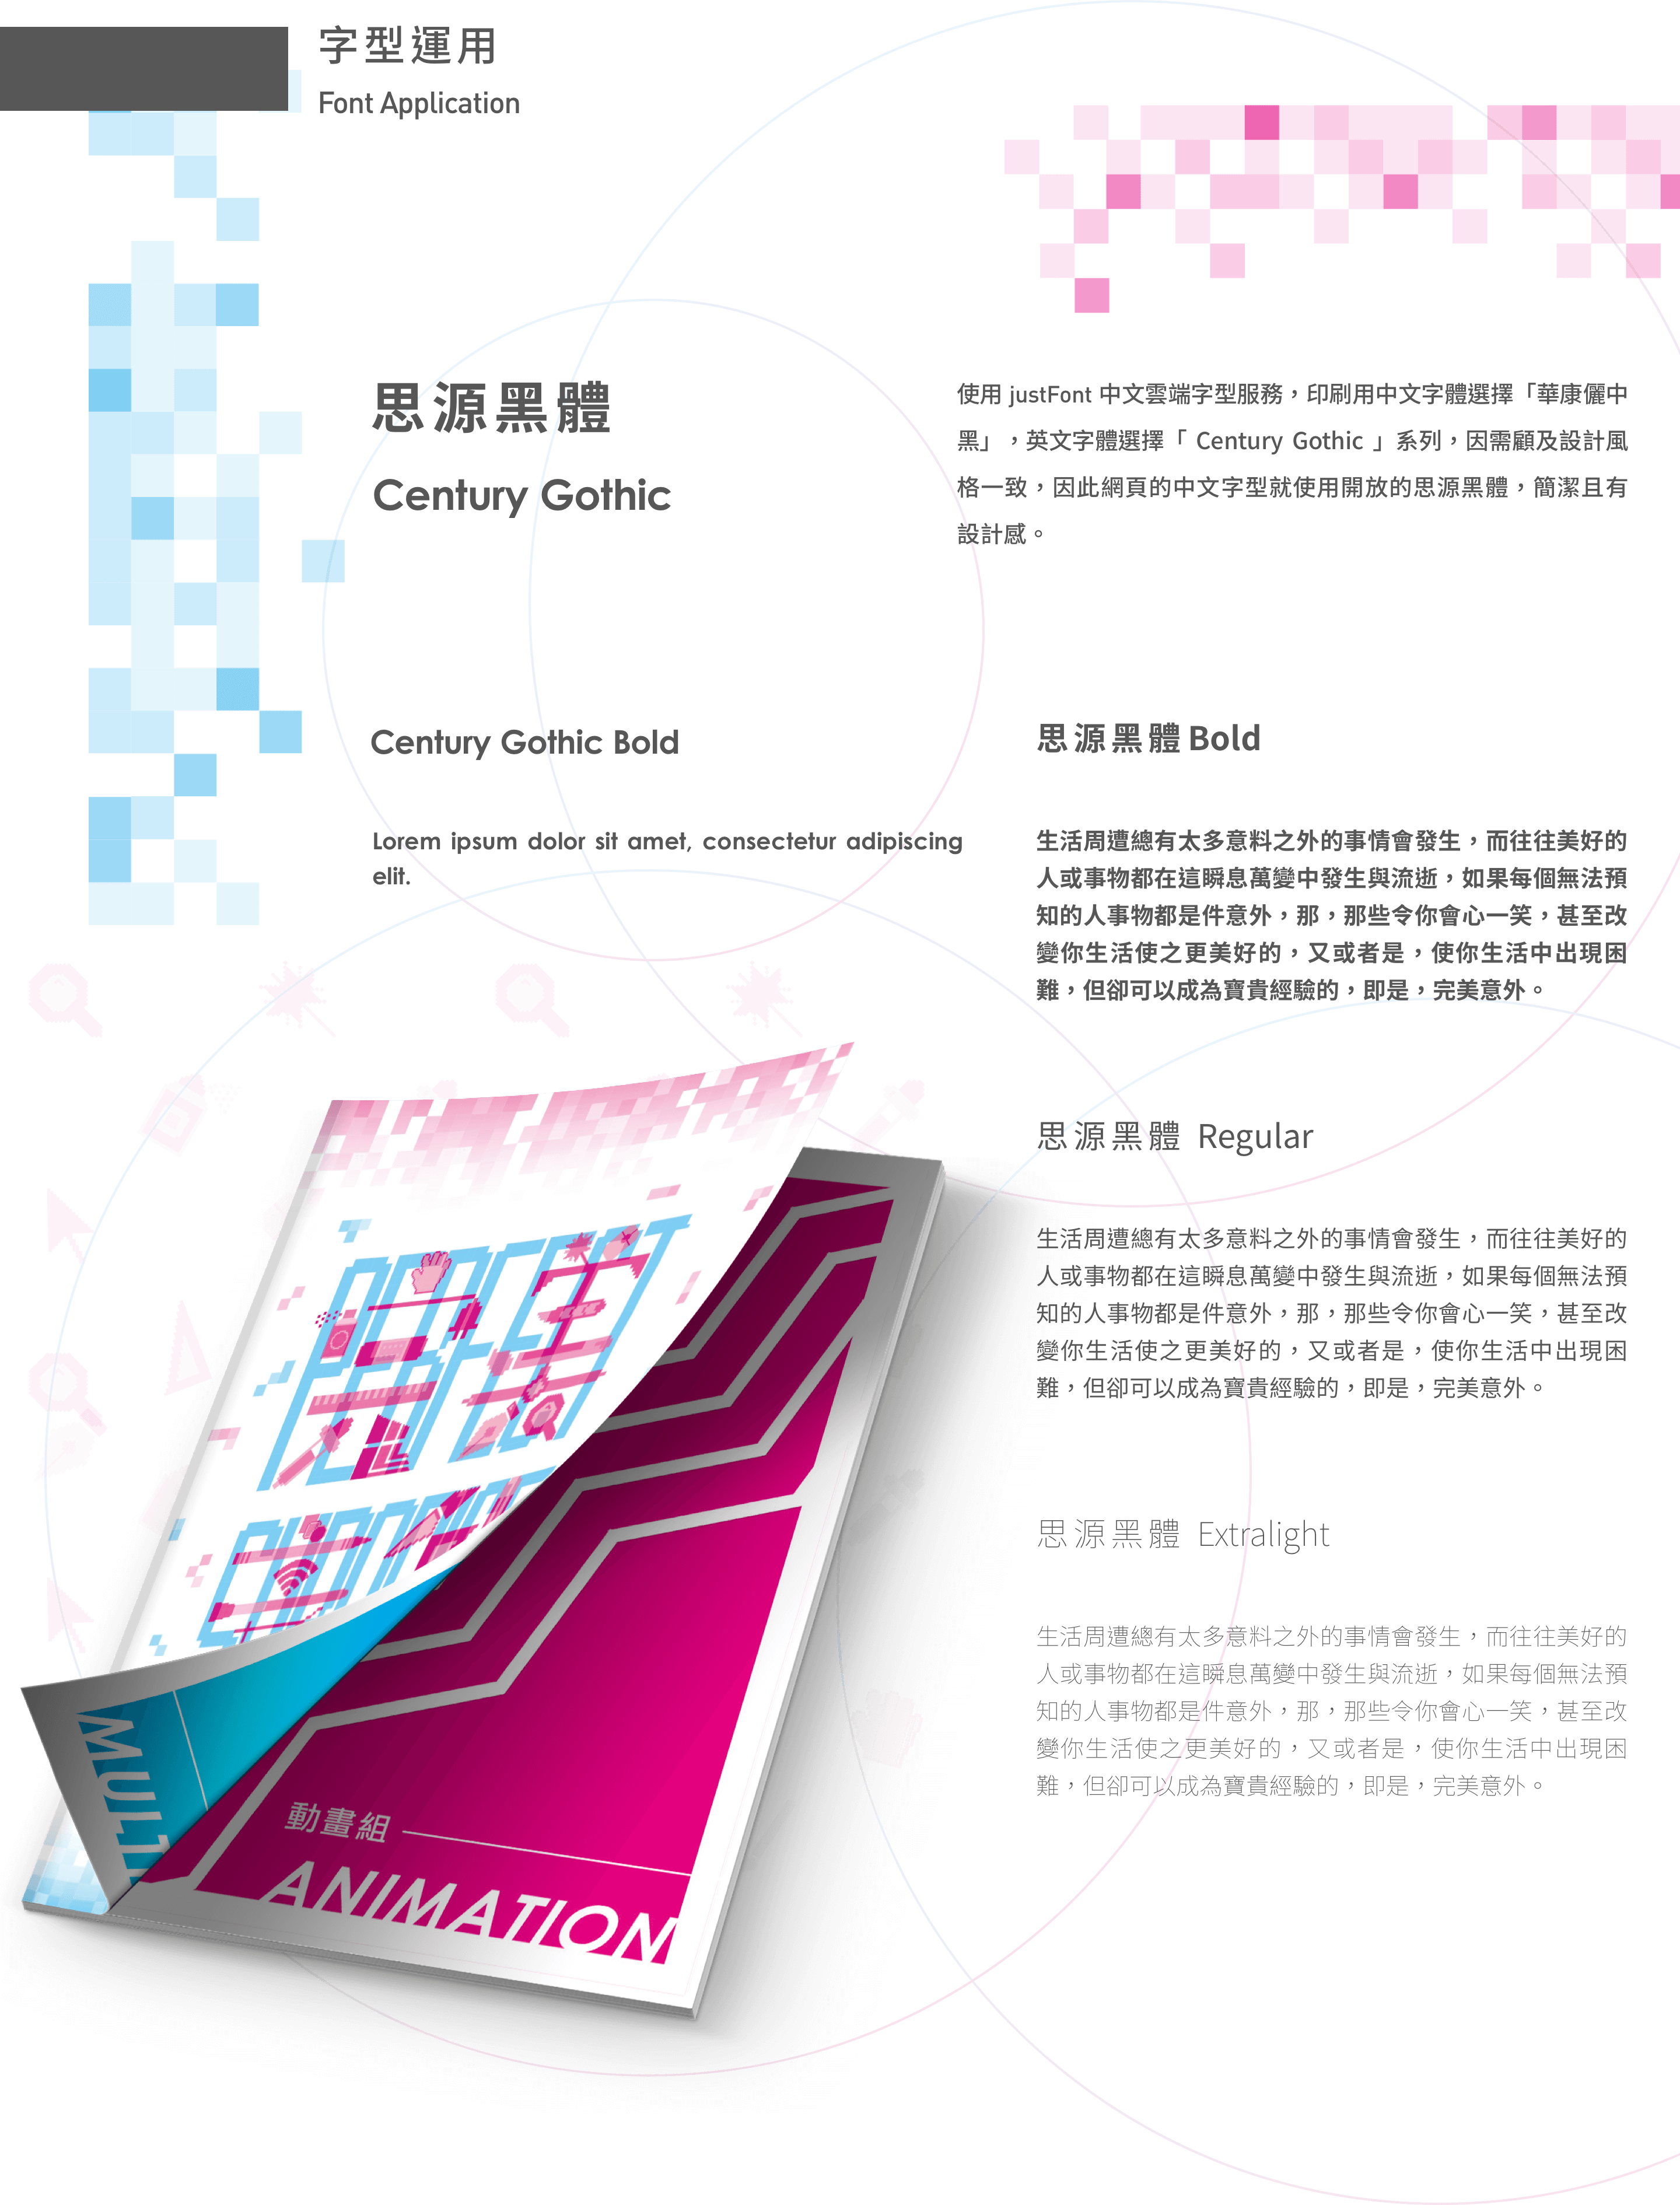 字型運用
Font Application
思源黑體
Century Gothic
使用 justFont 中文雲端字型服務，印刷用中文字體選擇「華康儷中
黑」，英文字體選擇「 Century Gothic 」系列，因需顧及設計風
格一致，因此網頁的中文字型就使用開放的思源黑體，簡潔且有
設計感。
Century Gothic Bold
Lorem ipsum dolor sit amet, consectetur adipiscing
elit.
思源黑體 Bold
生活周遭總有太多意料之外的事情會發生，而往往美好的
人或事物都在這瞬息萬變中發生與流逝，如果每個無法預
知的人事物都是件意外，那，那些令你會心一笑，甚至改
變你生活使之更美好的，又或者是，使你生活中出現困
難，但卻可以成為寶貴經驗的，即是，完美意外。
思源黑體 Regular
生活周遭總有太多意料之外的事情會發生，而往往美好的
人或事物都在這瞬息萬變中發生與流逝，如果每個無法預
知的人事物都是件意外，那，那些令你會心一笑，甚至改
變你生活使之更美好的，又或者是，使你生活中出現困
難，但卻可以成為寶貴經驗的，即是，完美意外。
思源黑體 Extralight
生活周遭總有太多意料之外的事情會發生，而往往美好的
人或事物都在這瞬息萬變中發生與流逝，如果每個無法預
知的人事物都是件意外，那，那些令你會心一笑，甚至改
變你生活使之更美好的，又或者是，使你生活中出現困
難，但卻可以成為寶貴經驗的，即是，完美意外。
PERFECT
MULTI
動畫組
ANIMATION